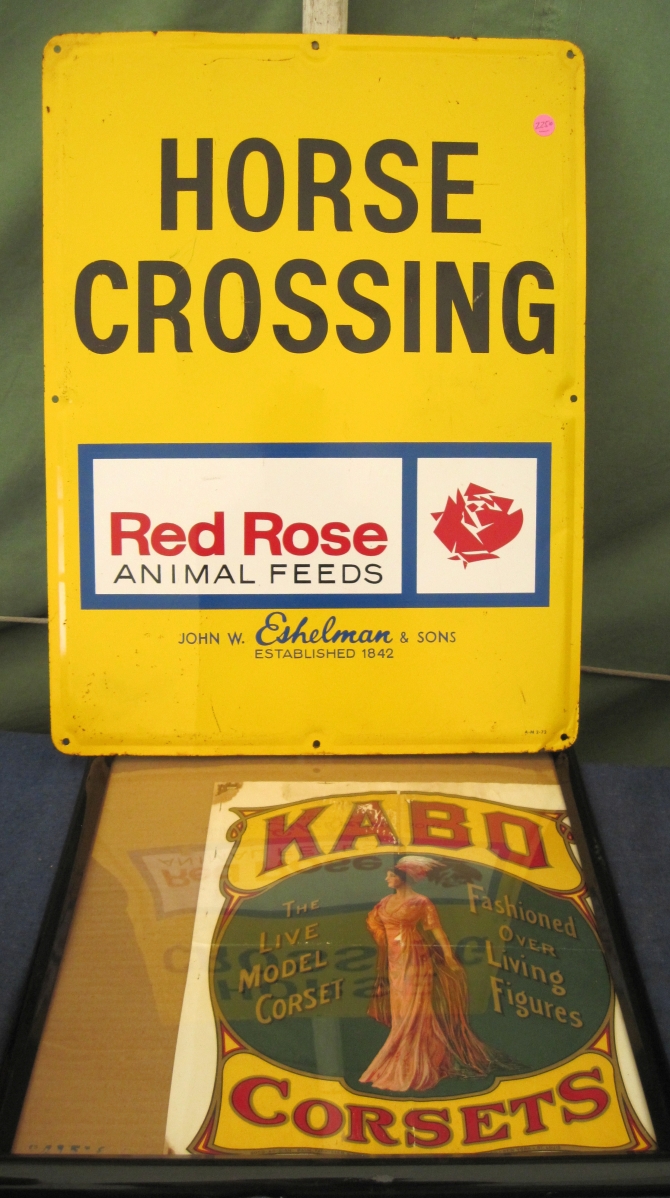 HORSE
CROSSING
Red Rose
ANIMAL FEEDS
JOHN W. Eshelman & SONS
ESTABLISHED 1842
KABO
THE
LIVE
MODEL
CORSET
Fashioned
OVER
Living
Figures
CORSETS